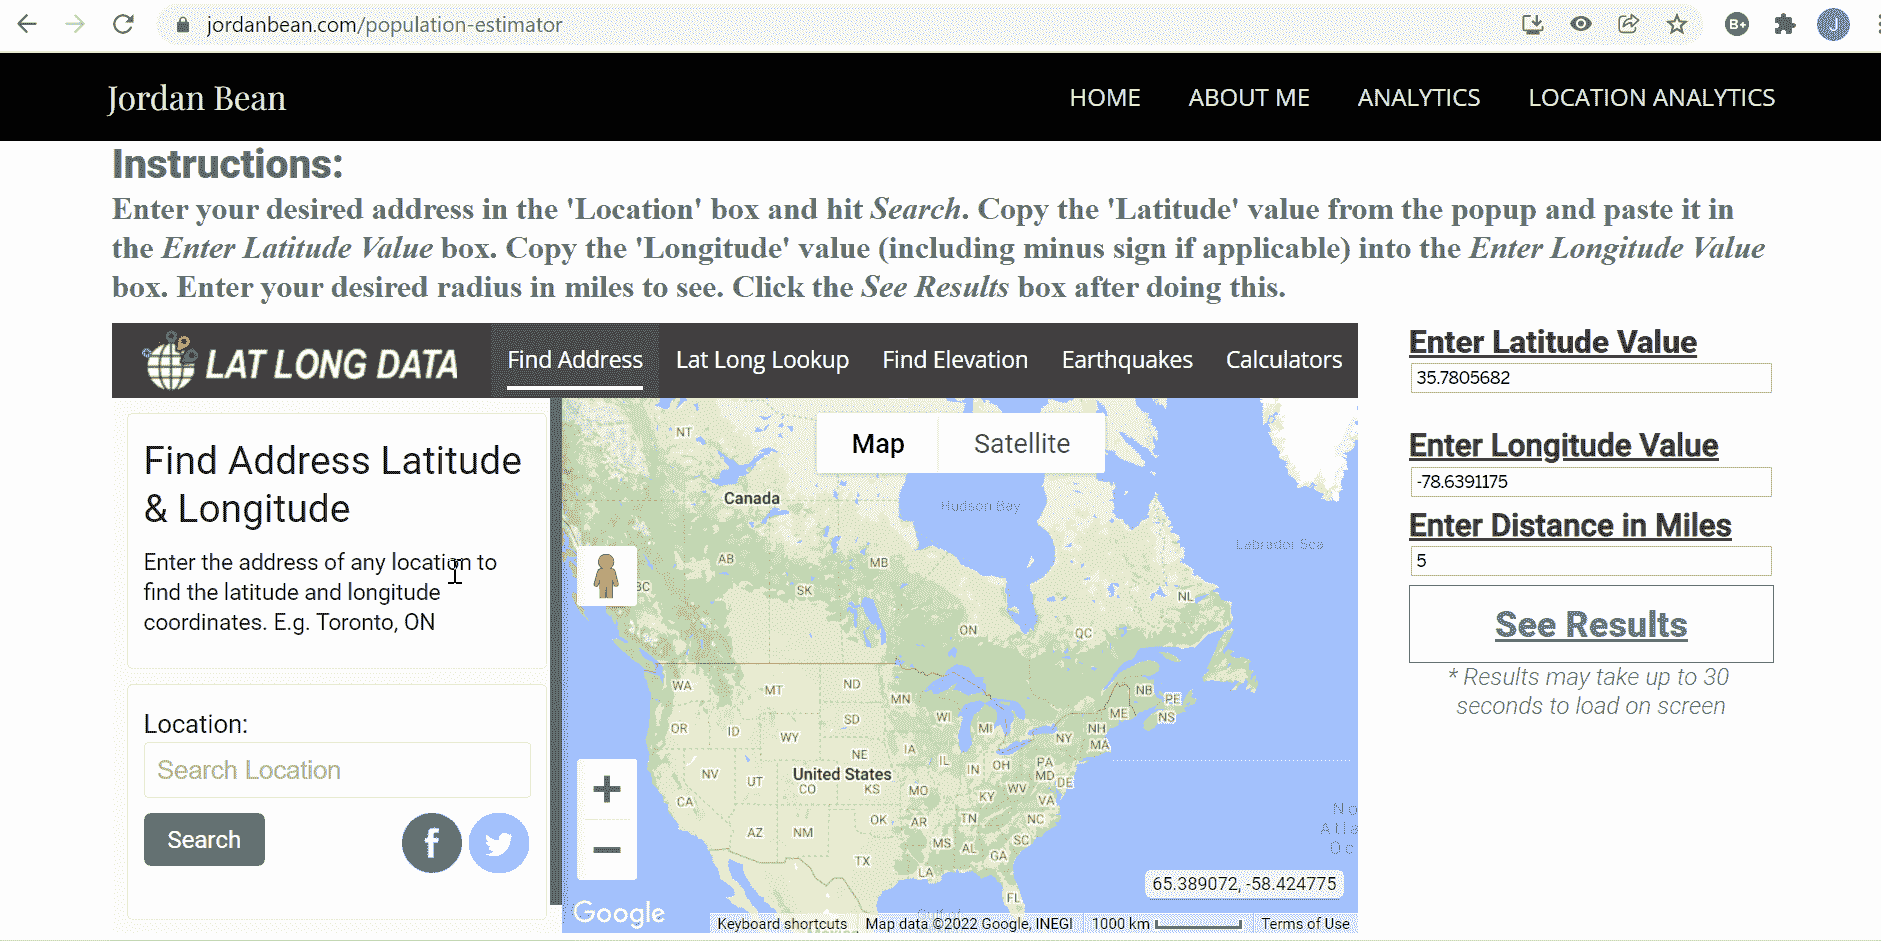 jordanbean.com/population-estimator
B+
J
Jordan Bean
HOME ABOUT ME ANALYTICS LOCATION ANALYTICS
Instructions:
Enter your desired address in the 'Location' box and hit Search. Copy the 'Latitude' value from the popup and paste it in
the Enter Latitude Value box. Copy the 'Longitude' value (including minus sign if applicable) into the Enter Longitude Value
box. Enter your desired radius in miles to see. Click the See Results box after doing this.
LAT LONG DATA
Find Address Lat Long Lookup Find Elevation Earthquakes Calculators
Find Address Latitude
& Longitude
Enter the address of any location to
find the latitude and longitude
coordinates. E.g. Toronto, ON
Location:
Search Location
Search
f
Map Satellite
NT
Canada
Hudson Bay
Labrador Sea
AB
MB
BC
SK
NL
ON
QC
WA
MT
ND
MN
NB
PE
OR
ID
SD
WI
MI
ME
NS
WY
NY
NH
MA
NE
IA
NV
UT
United States
CO
KS
MO
IL
IN
OH
PA
MD
DE
CA
KY
WV
VA
AZ
NM
OK
AR
TN
NC
TX
MS
AL
SC
GA
LA
FL
No
Atla
Oc
65.389072, -58.424775
Google
Keyboard shortcuts Map data ©2022 Google, INEGI 1000 km Terms of Use
Enter Latitude Value
35.7805682
Enter Longitude Value
-78.6391175
Enter Distance in Miles
5
See Results
* Results may take up to 30
seconds to load on screen